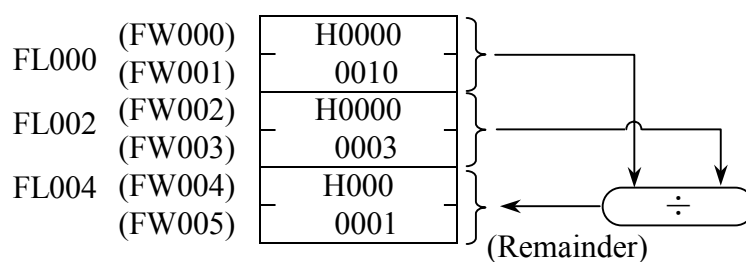 (FW000) H0000
FL000
(FW001) 0010
(FW002) H0000
FL002
(FW003) 0003
FL004 (FW004) H000
(FW005) 0001
÷
(Remainder)